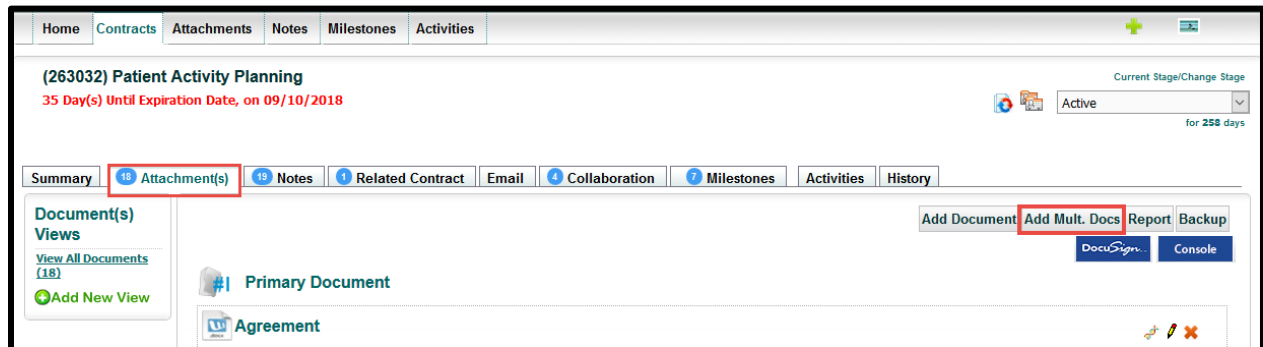 Home Contracts Attachments Notes Milestones Activities
(263032) Patient Activity Planning
Current Stage/Change Stage
35 Day(s) Until Expiration Date, on 09/10/2018
Active
for 258 days
Summary 18 Attachment(s) 19 Notes 1 Related Contract Email 4 Collaboration 7 Milestones Activities History
Document(s)
Views
View All Documents
(18)
Add New View
Add Document Add Mult. Docs Report Backup
DocuSign... Console
#1 Primary Document
Agreement